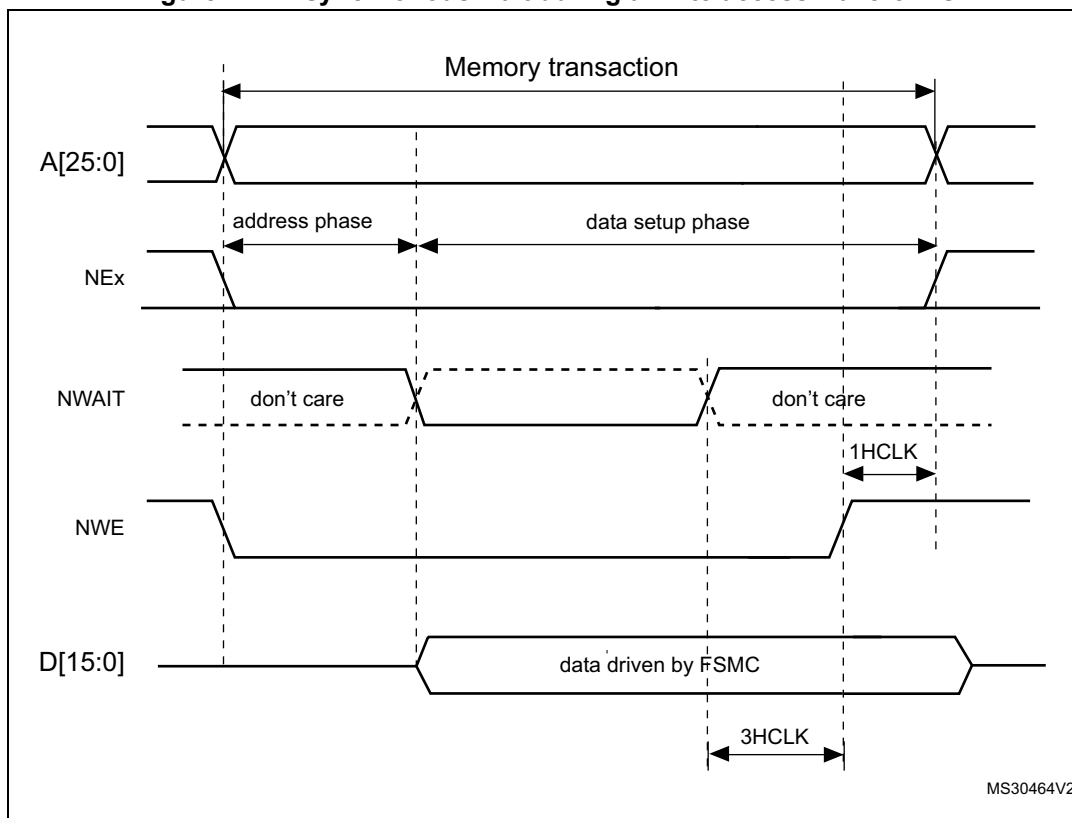 Memory transaction
A[25:0]
address phase
data setup phase
NEx
NWAIT
don't care
don't care
1HCLK
NWE
D[15:0]
data driven by FSMC
3HCLK
MS30464V2